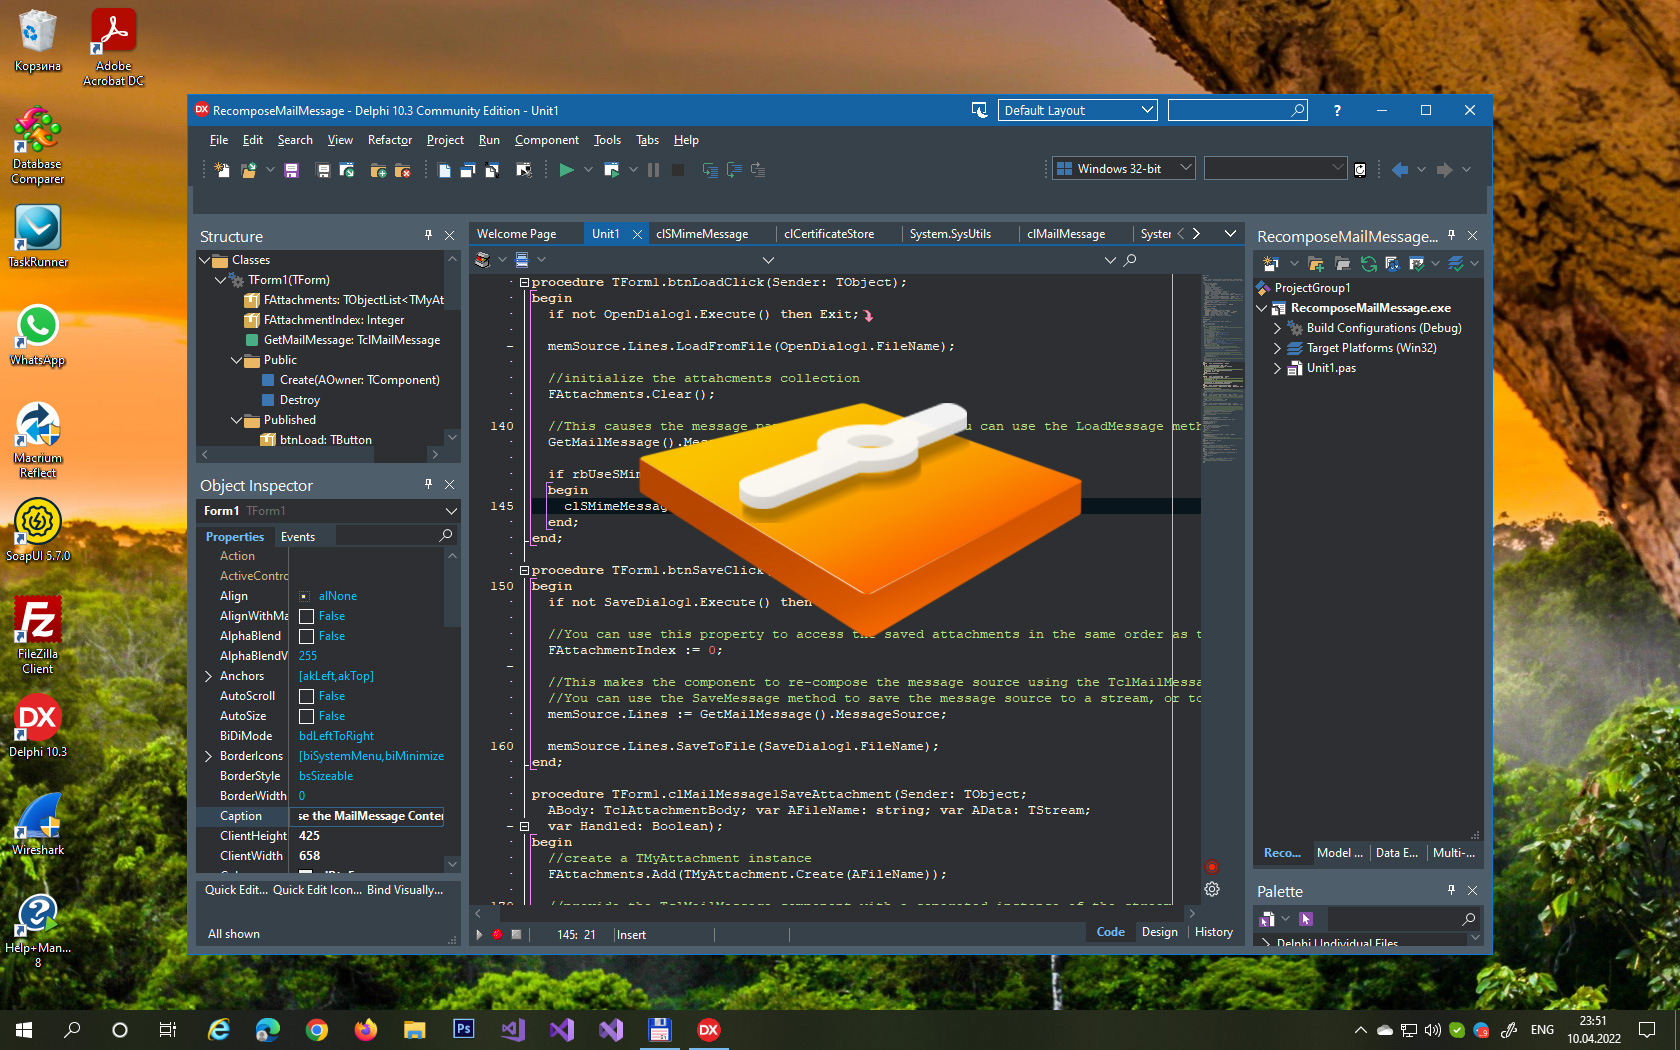 Корзина
Adobe
Acrobat DC
Database
Comparer
TaskRunner
WhatsApp
Macrium
Reflect
SoapUI 5.7.0
FileZilla
Client
Delphi 10.3
Wireshark
Help+Man...
8
RecomposeMailMessage - Delphi 10.3 Community Edition - Unit1
Default Layout
?
File Edit Search View Refactor Project Run Component Tools Tabs Help
Windows 32-bit
Structure
Classes
TForm1(TForm)
FAttachments: TObjectList<TMyAt
FAttachmentIndex: Integer
GetMailMessage: TclMailMessage
Public
Create(AOwner: TComponent)
Destroy
Published
btnLoad: TButton
Object Inspector
Form1 TForm1
Properties Events
Action
ActiveContro
Align alNone
AlignWithMa False
AlphaBlend False
AlphaBlendV 255
Anchors [akLeft,akTop]
AutoScroll False
AutoSize False
BiDiMode bdLeftToRight
BorderIcons [biSystemMenu,biMinimize
BorderStyle bsSizeable
BorderWidth 0
Caption se the MailMessage Conter
ClientHeight 425
ClientWidth 658
Quick Edit... Quick Edit Icon... Bind Visually...
All shown
Welcome Page Unit1 clSMimeMessage clCertificateStore System.SysUtils clMailMessage Syster
procedure TForm1.btnLoadClick(Sender: TObject);
begin
if not OpenDialog1.Execute() then Exit;
memSource.Lines.LoadFromFile(OpenDialog1.FileName);
//initialize the attahcments collection
FAttachments.Clear();
140 //This causes the message pa can use the LoadMessage meth
GetMailMessage().Mes
if rbUseSMim
begin
145 clSMimeMessag
end;
end;
procedure TForm1.btnSaveClick
150 begin
if not SaveDialog1.Execute() then
//You can use this property to access the saved attachments in the same order as t
FAttachmentIndex := 0;
//This makes the component to re-compose the message source using the TclMailMessa
//You can use the SaveMessage method to save the message source to a stream, or to
memSource.Lines := GetMailMessage().MessageSource;
160 memSource.Lines.SaveToFile(SaveDialog1.FileName);
end;
procedure TForm1.clMailMessage1SaveAttachment(Sender: TObject;
ABody: TclAttachmentBody; var AFileName: string; var AData: TStream;
var Handled: Boolean);
begin
//create a TMyAttachment instance
FAttachments.Add(TMyAttachment.Create(AFileName));
145: 21 Insert
Code Design History
RecomposeMailMessage...
ProjectGroup1
RecomposeMailMessage.exe
Build Configurations (Debug)
Target Platforms (Win32)
Unit1.pas
Reco... Model ... Data E... Multi-...
Palette
Delphi Individual Files
ENG
23:51
10.04.2022